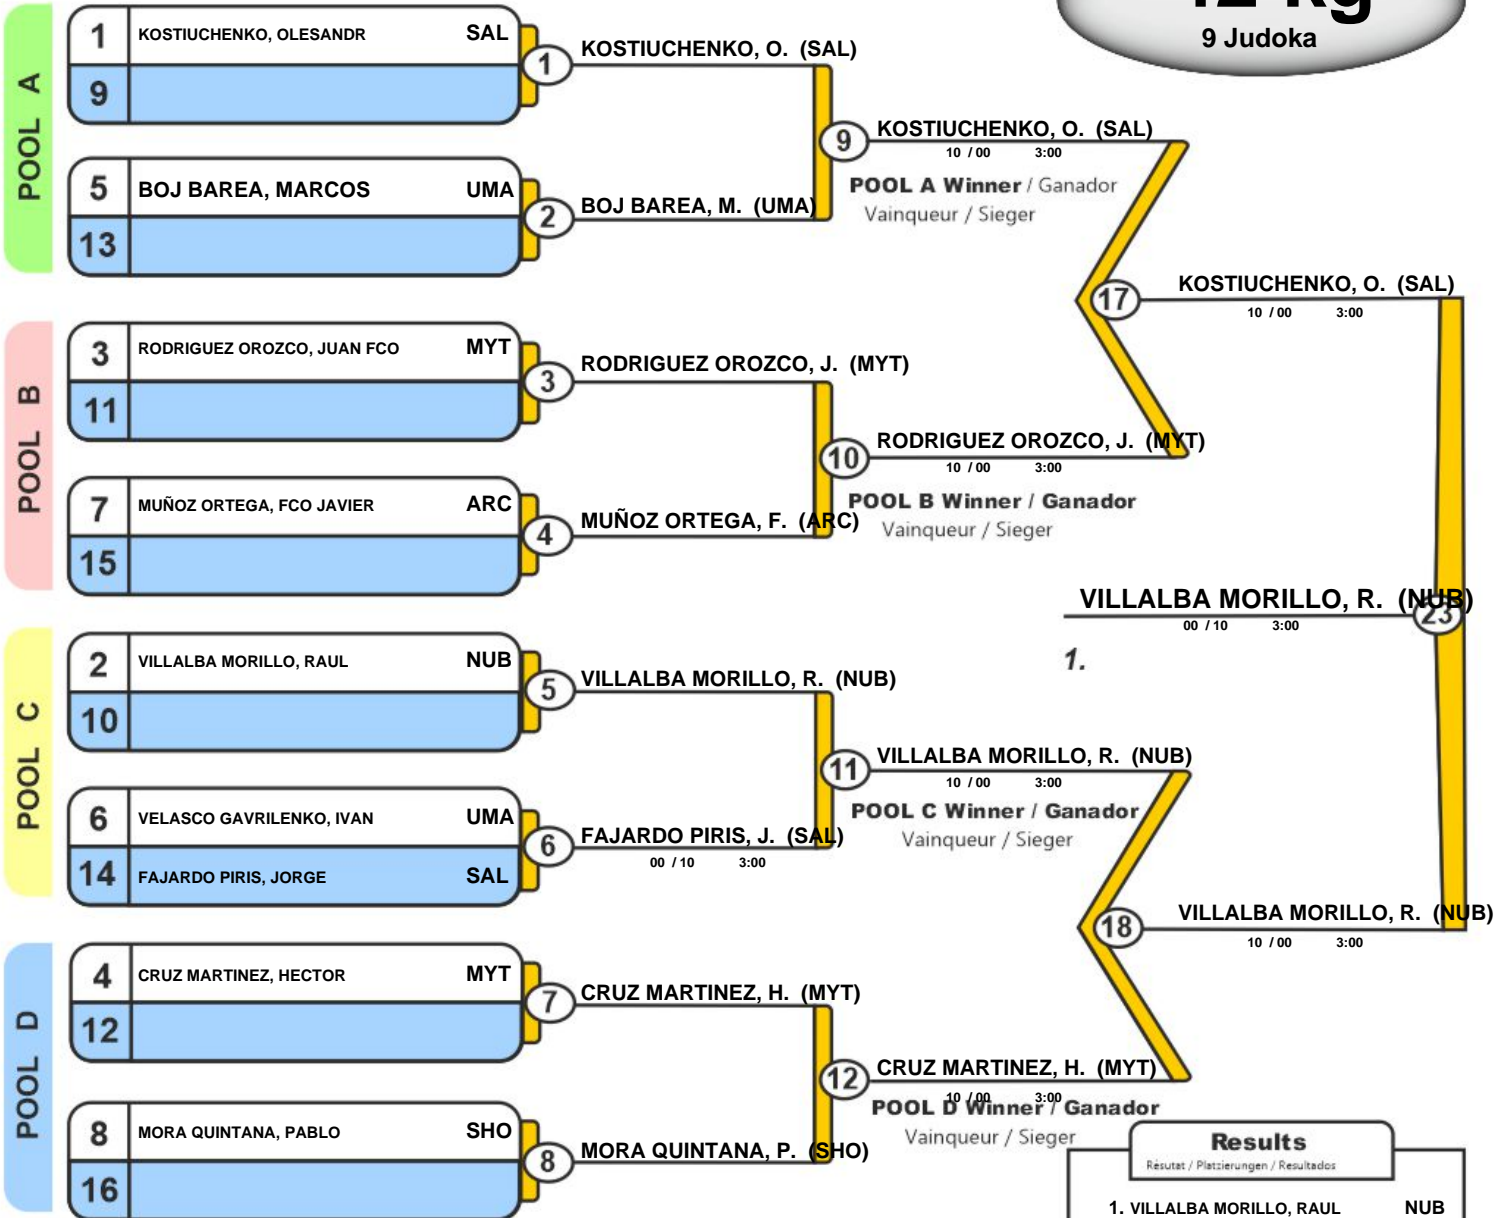 42 kg
9 Judoka
POOL A
1 KOSTIUCHENKO, OLESANDR SAL
9
5 BOJ BAREA, MARCOS UMA
13
1 KOSTIUCHENKO, O. (SAL)
2 BOJ BAREA, M. (UMA)
9 KOSTIUCHENKO, O. (SAL)
10 / 00 3:00
POOL A Winner / Ganador
Vainqueur / Sieger
POOL B
3 RODRIGUEZ OROZCO, JUAN FCO MYT
11
7 MUÑOZ ORTEGA, FCO JAVIER ARC
15
3 RODRIGUEZ OROZCO, J. (MYT)
4 MUÑOZ ORTEGA, F. (ARC)
10 RODRIGUEZ OROZCO, J. (MYT)
10 / 00 3:00
POOL B Winner / Ganador
Vainqueur / Sieger
17 KOSTIUCHENKO, O. (SAL)
10 / 00 3:00
POOL C
2 VILLALBA MORILLO, RAUL NUB
10
6 VELASCO GAVRILENKO, IVAN UMA
14 FAJARDO PIRIS, JORGE SAL
5 VILLALBA MORILLO, R. (NUB)
6 FAJARDO PIRIS, J. (SAL)
00 / 10 3:00
11 VILLALBA MORILLO, R. (NUB)
10 / 00 3:00
POOL C Winner / Ganador
Vainqueur / Sieger
POOL D
4 CRUZ MARTINEZ, HECTOR MYT
12
8 MORA QUINTANA, PABLO SHO
16
7 CRUZ MARTINEZ, H. (MYT)
8 MORA QUINTANA, P. (SHO)
12 CRUZ MARTINEZ, H. (MYT)
10 / 00 3:00
POOL D Winner / Ganador
Vainqueur / Sieger
18 VILLALBA MORILLO, R. (NUB)
10 / 00 3:00
VILLALBA MORILLO, R. (NUB)
23
00 / 10 3:00
1.
Results
Résutat / Platzierungen / Resultados
1. VILLALBA MORILLO, RAUL NUB